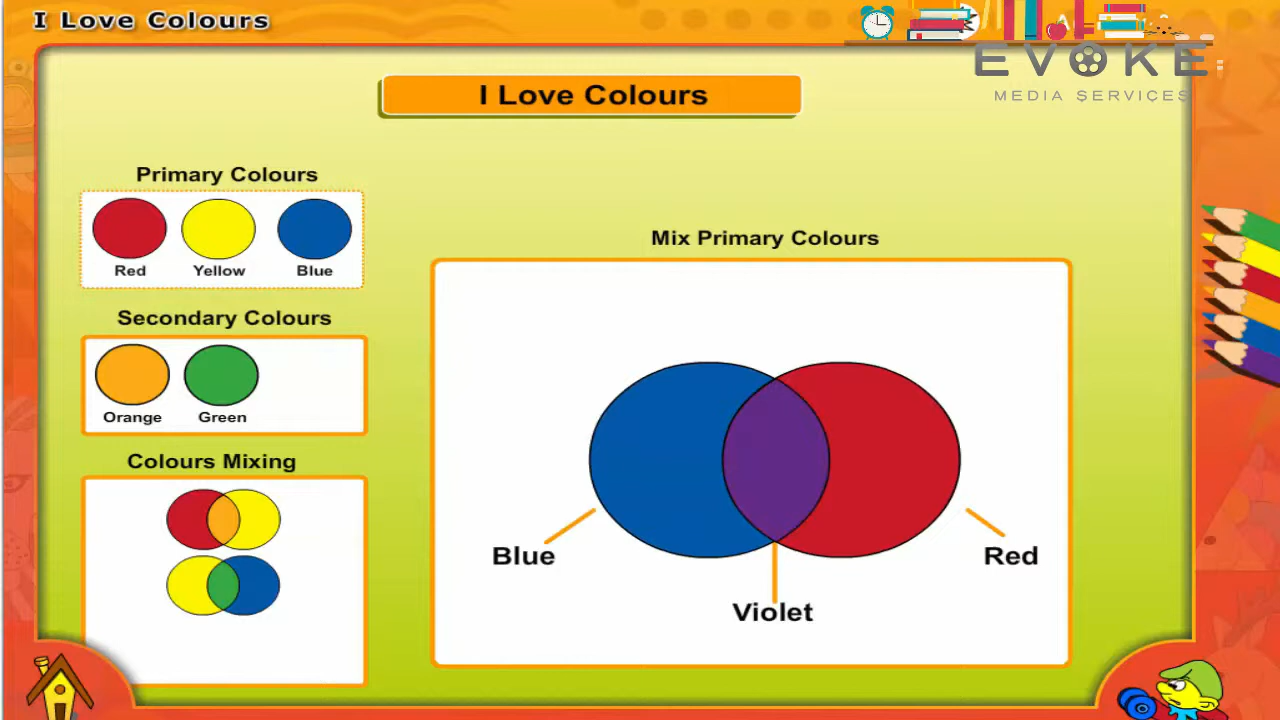 I Love Colours
EVOKE
MEDIA SERVICES
I Love Colours
Primary Colours
Red Yellow Blue
Secondary Colours
Orange Green
Colours Mixing
Mix Primary Colours
Blue
Red
Violet